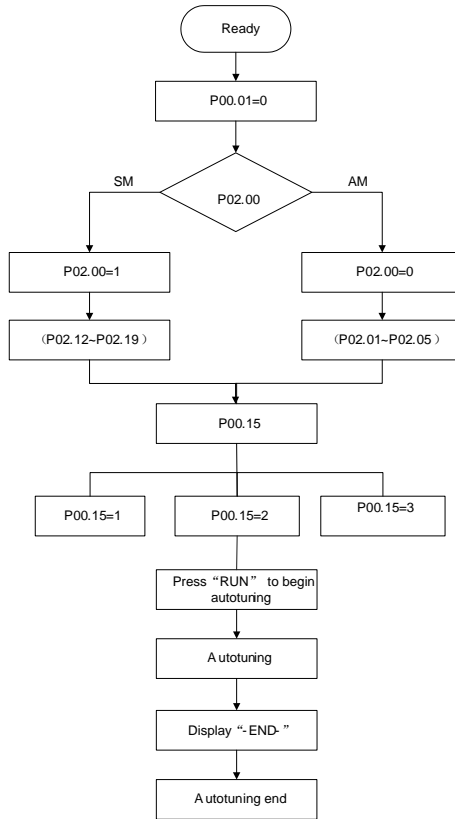 Ready
P00.01=0
SM
AM
P02.00
P02.00=1
P02.00=0
（P02.12~P02.19）
（P02.01~P02.05）
P00.15
P00.15=1
P00.15=2
P00.15=3
Press “RUN” to begin
autotuning
Autotuning
Display “-END-”
Autotuning end